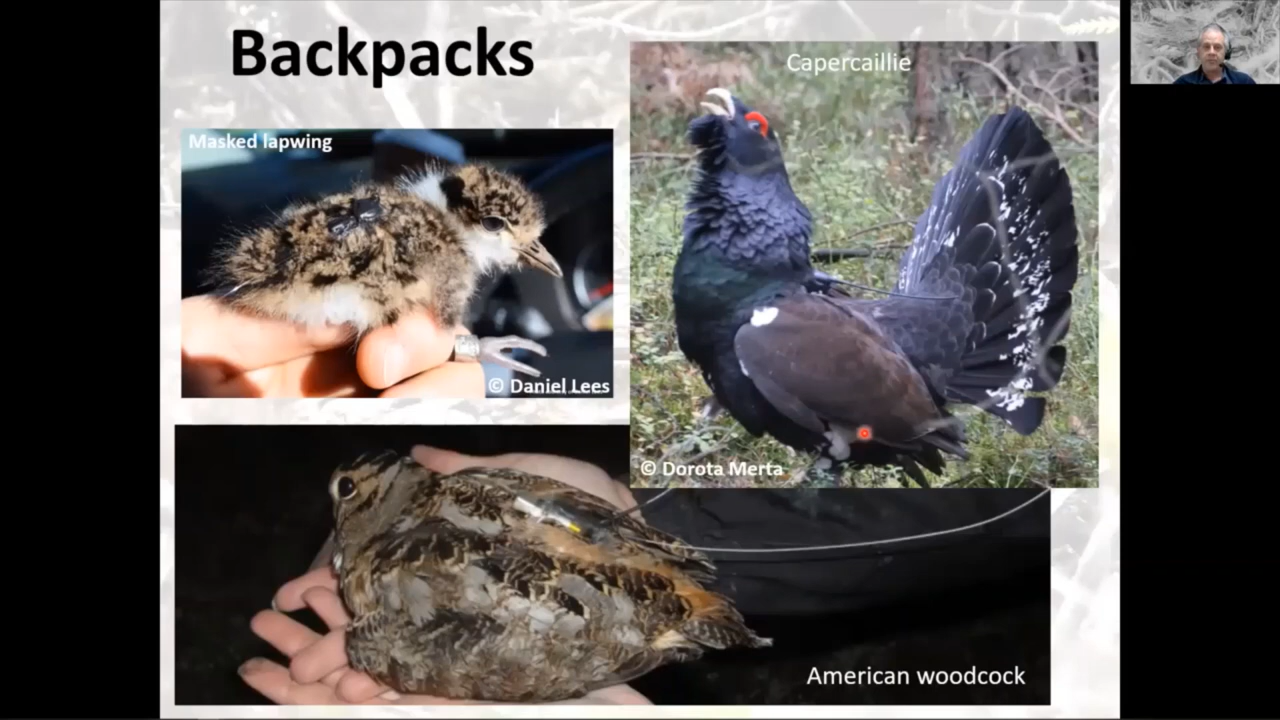 Backpacks
Capercaillie
Masked lapwing
© Daniel Lees
© Dorota Merta
American woodcock